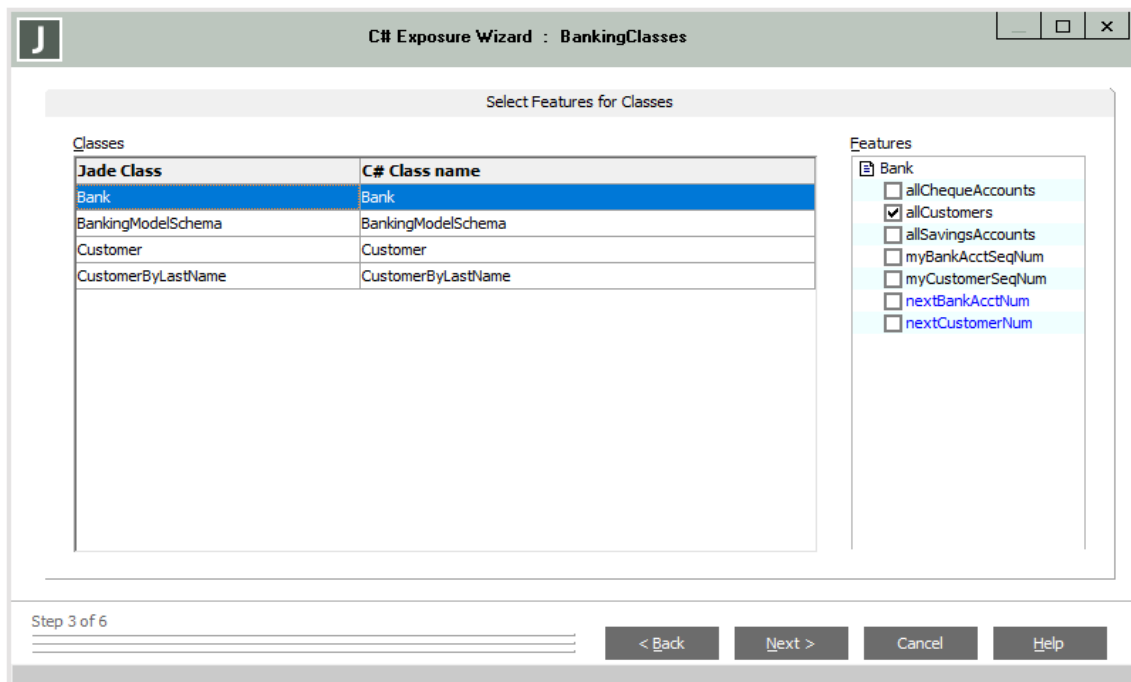 J
C# Exposure Wizard : BankingClasses
Select Features for Classes
Classes
Features
Jade Class C# Class name
Bank Bank
BankingModelSchema BankingModelSchema
Customer Customer
CustomerByLastName CustomerByLastName
Bank
allChequeAccounts
allCustomers
allSavingsAccounts
myBankAcctSeqNum
myCustomerSeqNum
nextBankAcctNum
nextCustomerNum
Step 3 of 6
< Back Next > Cancel Help